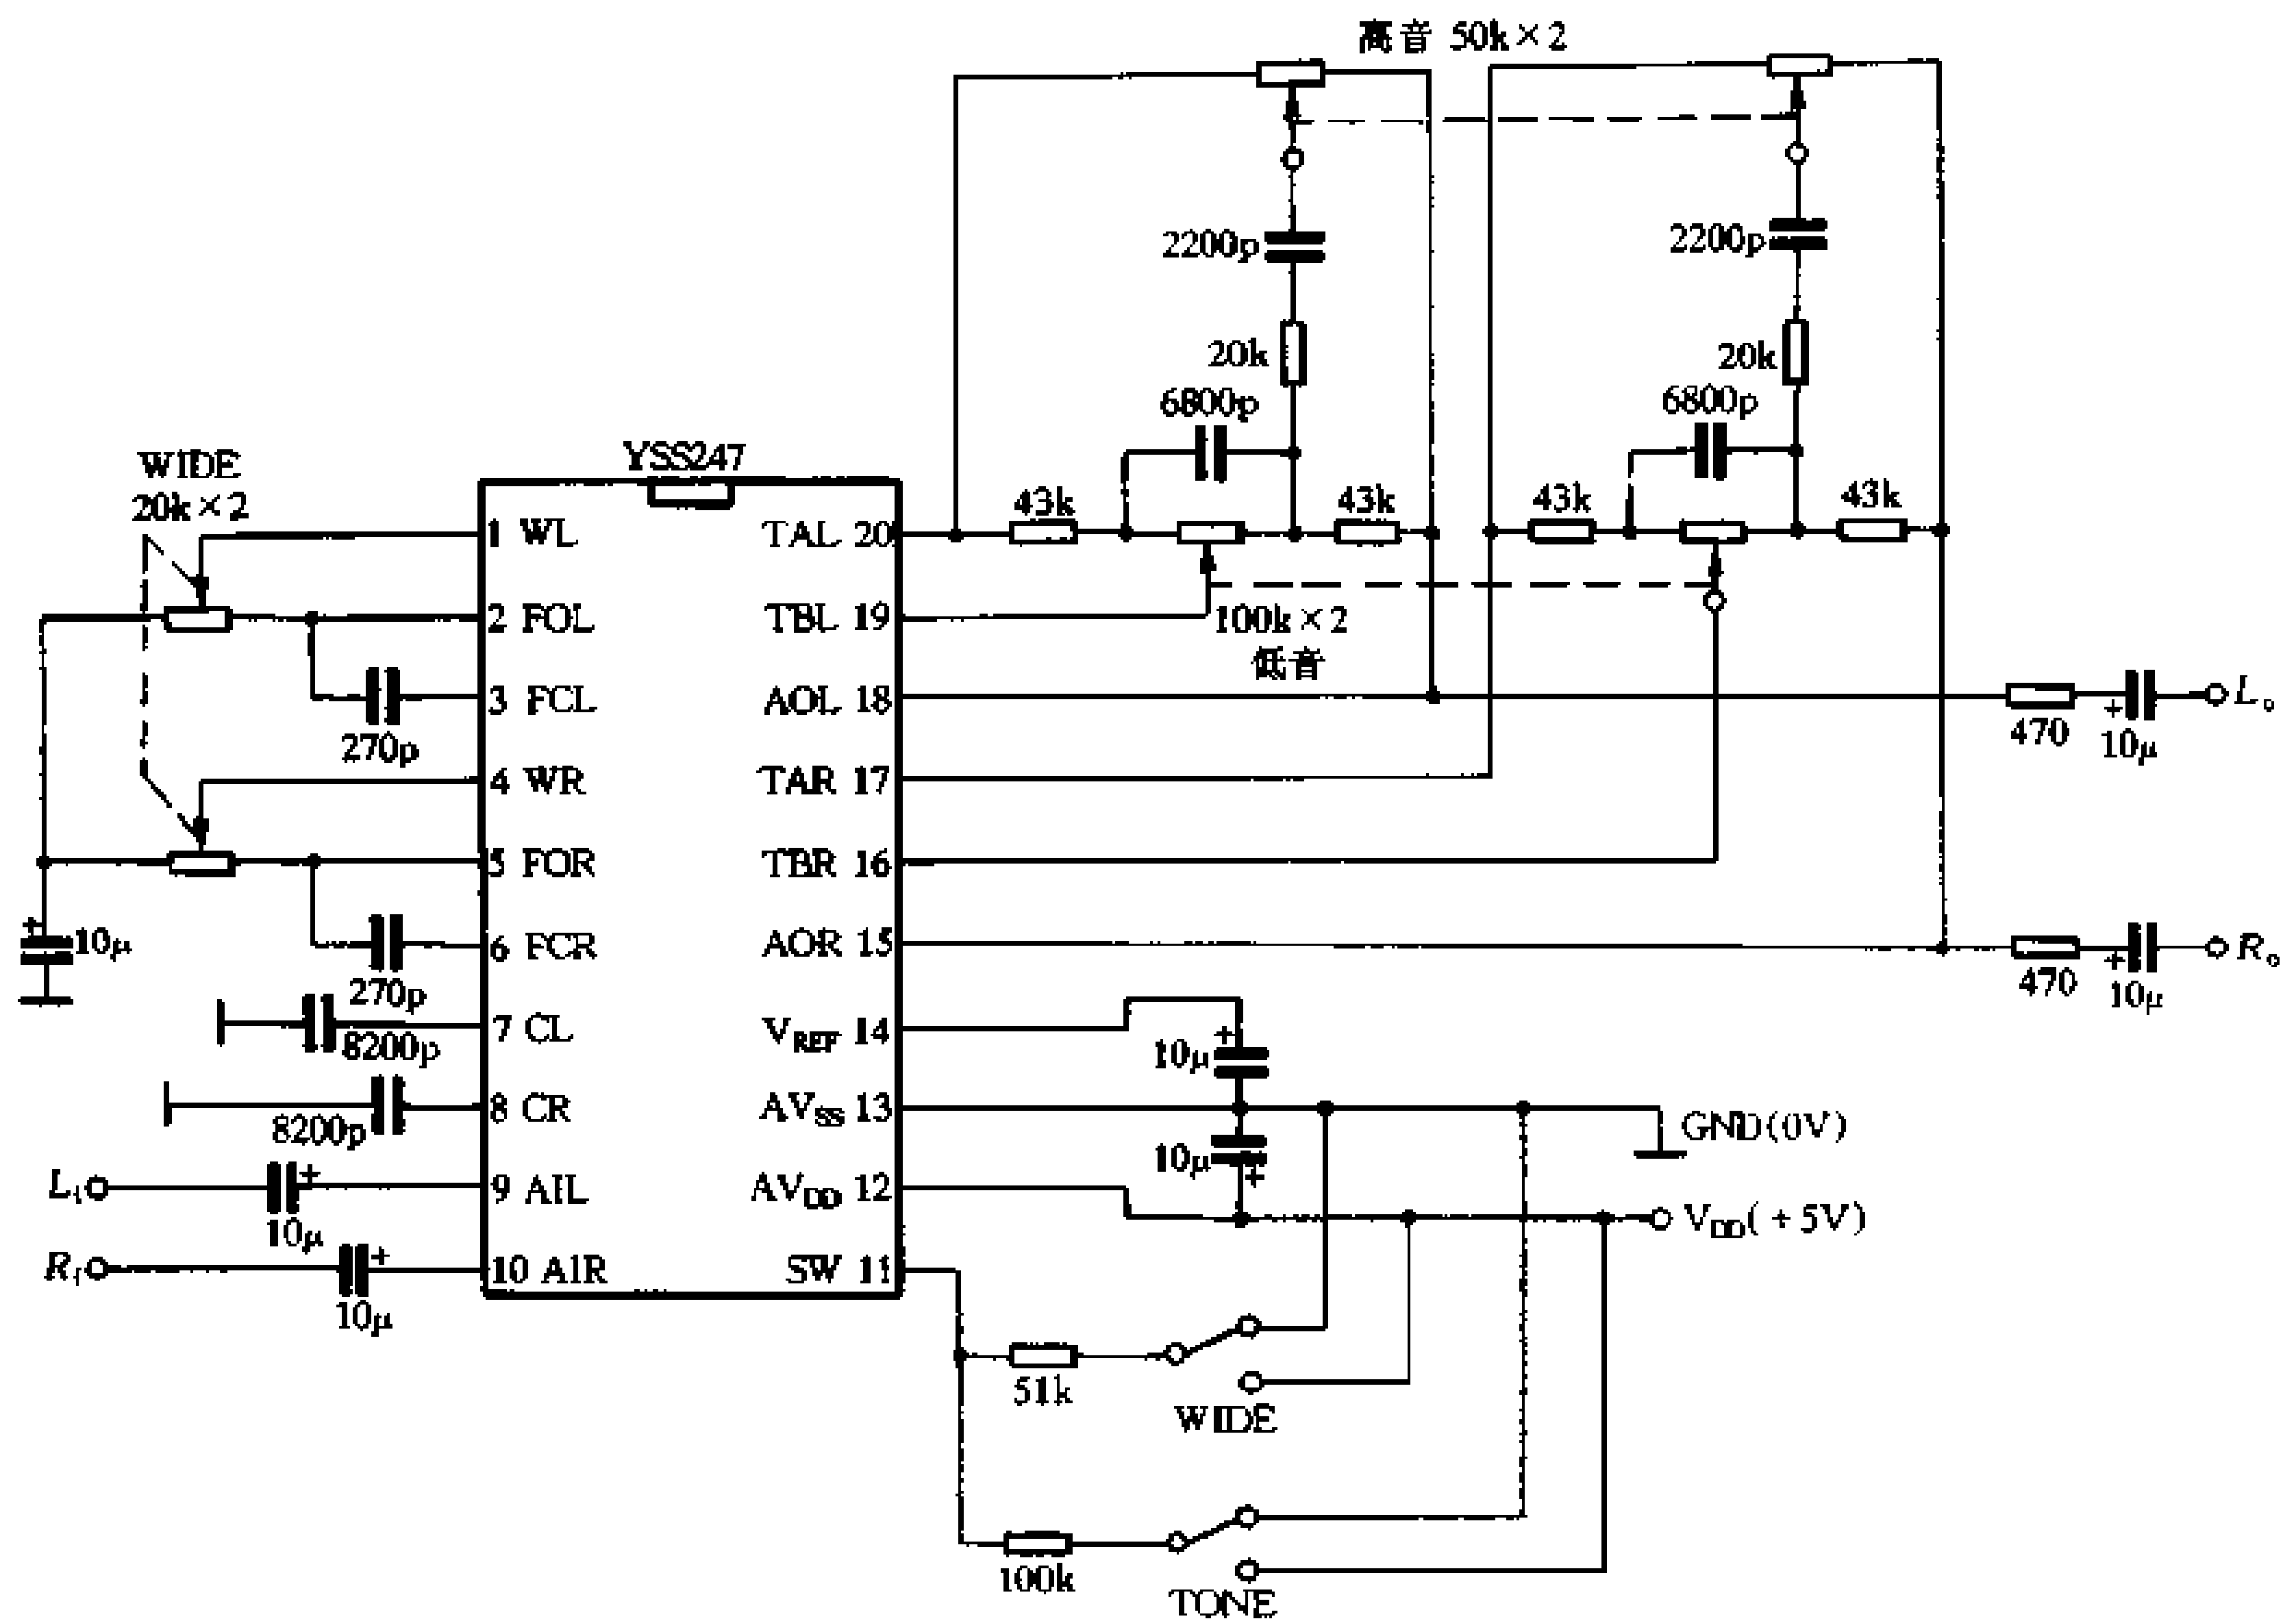 高音 50k×2
2200p
2200p
20k
20k
6800p
6800p
YSS247
WIDE
20k×2
43k
43k
43k
43k
1 WL
TAL 20
2 FOL
TBL 19
100k×2
低音
3 FCL
AOL 18
270p
470
10μ
Lo
4 WR
TAR 17
5 FOR
TBR 16
10μ
6 FCR
AOR 15
270p
470
10μ
Ro
7 CL
VREF 14
8200p
10μ
8 CR
AVSS 13
8200p
10μ
GND(0V)
Li
9 AIL
AVDD 12
10μ
VDD(+5V)
Ri
10 AIR
SW 11
10μ
51k
WIDE
100k
TONE